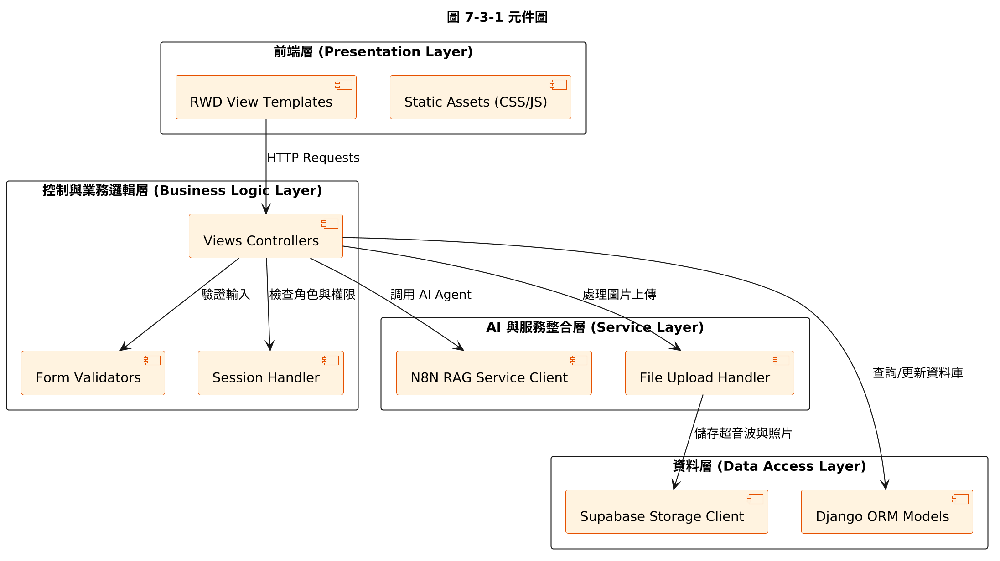 圖 7-3-1 元件圖
前端層 (Presentation Layer)
RWD View Templates
Static Assets (CSS/JS)
HTTP Requests
控制與業務邏輯層 (Business Logic Layer)
Views Controllers
驗證輸入
檢查角色與權限
調用 AI Agent
處理圖片上傳
AI 與服務整合層 (Service Layer)
Form Validators
Session Handler
N8N RAG Service Client
File Upload Handler
查詢/更新資料庫
儲存超音波與照片
資料層 (Data Access Layer)
Supabase Storage Client
Django ORM Models